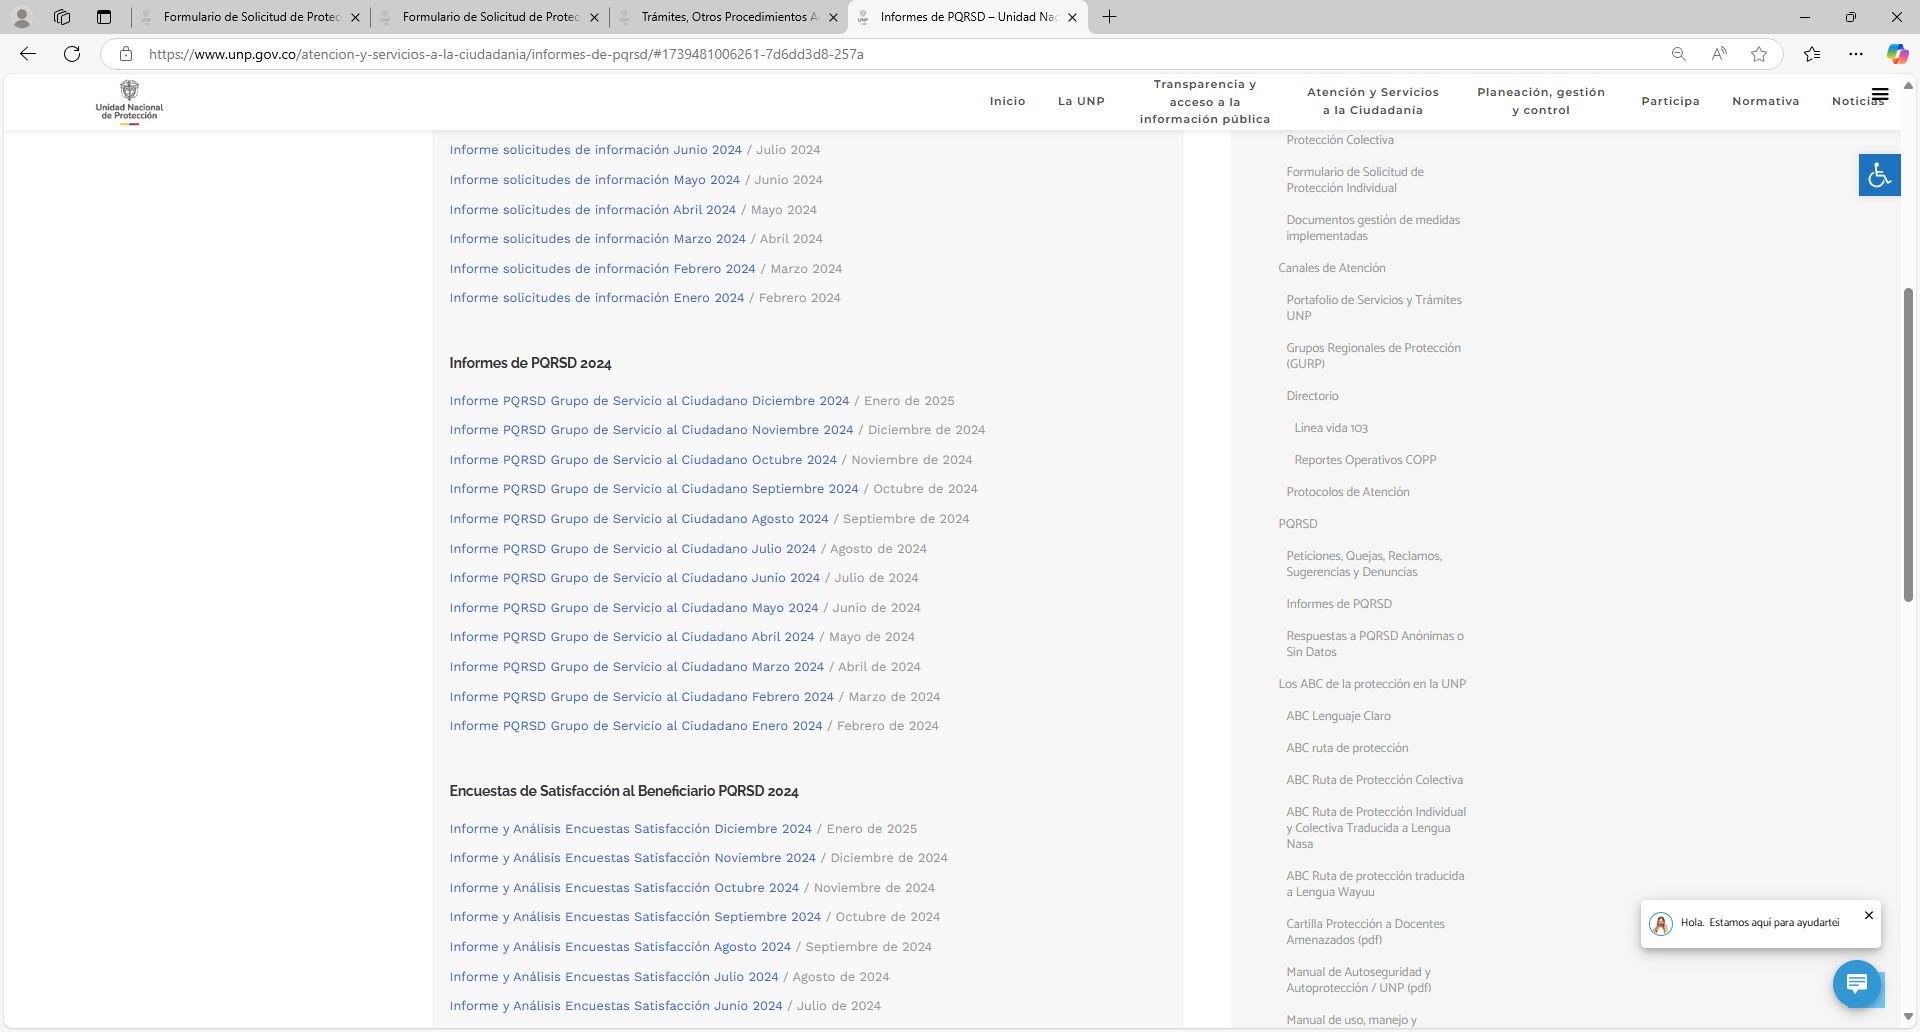 Formulario de Solicitud de Protec
Formulario de Solicitud de Protec
Trámites, Otros Procedimientos A
Informes de PQRSD – Unidad Nac
https://www.unp.gov.co/atencion-y-servicios-a-la-ciudadania/informes-de-pqrsd/#1739481006261-7d6dd3d8-257a
Unidad Nacional
de Protección
Inicio
La UNP
Transparencia y
acceso a la
información pública
Atención y Servicios
a la Ciudadanía
Planeación, gestión
y control
Participa
Normativa
Noticias
Informe solicitudes de información Junio 2024 / Julio 2024
Informe solicitudes de información Mayo 2024 / Junio 2024
Informe solicitudes de información Abril 2024 / Mayo 2024
Informe solicitudes de información Marzo 2024 / Abril 2024
Informe solicitudes de información Febrero 2024 / Marzo 2024
Informe solicitudes de información Enero 2024 / Febrero 2024
Informes de PQRSD 2024
Informe PQRSD Grupo de Servicio al Ciudadano Diciembre 2024 / Enero de 2025
Informe PQRSD Grupo de Servicio al Ciudadano Noviembre 2024 / Diciembre de 2024
Informe PQRSD Grupo de Servicio al Ciudadano Octubre 2024 / Noviembre de 2024
Informe PQRSD Grupo de Servicio al Ciudadano Septiembre 2024 / Octubre de 2024
Informe PQRSD Grupo de Servicio al Ciudadano Agosto 2024 / Septiembre de 2024
Informe PQRSD Grupo de Servicio al Ciudadano Julio 2024 / Agosto de 2024
Informe PQRSD Grupo de Servicio al Ciudadano Junio 2024 / Julio de 2024
Informe PQRSD Grupo de Servicio al Ciudadano Mayo 2024 / Junio de 2024
Informe PQRSD Grupo de Servicio al Ciudadano Abril 2024 / Mayo de 2024
Informe PQRSD Grupo de Servicio al Ciudadano Marzo 2024 / Abril de 2024
Informe PQRSD Grupo de Servicio al Ciudadano Febrero 2024 / Marzo de 2024
Informe PQRSD Grupo de Servicio al Ciudadano Enero 2024 / Febrero de 2024
Encuestas de Satisfacción al Beneficiario PQRSD 2024
Informe y Análisis Encuestas Satisfacción Diciembre 2024 / Enero de 2025
Informe y Análisis Encuestas Satisfacción Noviembre 2024 / Diciembre de 2024
Informe y Análisis Encuestas Satisfacción Octubre 2024 / Noviembre de 2024
Informe y Análisis Encuestas Satisfacción Septiembre 2024 / Octubre de 2024
Informe y Análisis Encuestas Satisfacción Agosto 2024 / Septiembre de 2024
Informe y Análisis Encuestas Satisfacción Julio 2024 / Agosto de 2024
Informe y Análisis Encuestas Satisfacción Junio 2024 / Julio de 2024
Protección Colectiva
Formulario de Solicitud de
Protección Individual
Documentos gestión de medidas
implementadas
Canales de Atención
Portafolio de Servicios y Trámites
UNP
Grupos Regionales de Protección
(GURP)
Directorio
Línea vida 103
Reportes Operativos COPP
Protocolos de Atención
PQRSD
Peticiones, Quejas, Reclamos,
Sugerencias y Denuncias
Informes de PQRSD
Respuestas a PQRSD Anónimas o
Sin Datos
Los ABC de la protección en la UNP
ABC Lenguaje Claro
ABC ruta de protección
ABC Ruta de Protección Colectiva
ABC Ruta de Protección Individual
y Colectiva Traducida a Lengua
Nasa
ABC Ruta de protección traducida
a Lengua Wayuu
Cartilla Protección a Docentes
Amenazados (pdf)
Manual de Autoseguridad y
Autoprotección / UNP (pdf)
Manual de uso, manejo y
Hola. Estamos aquí para ayudarte¡